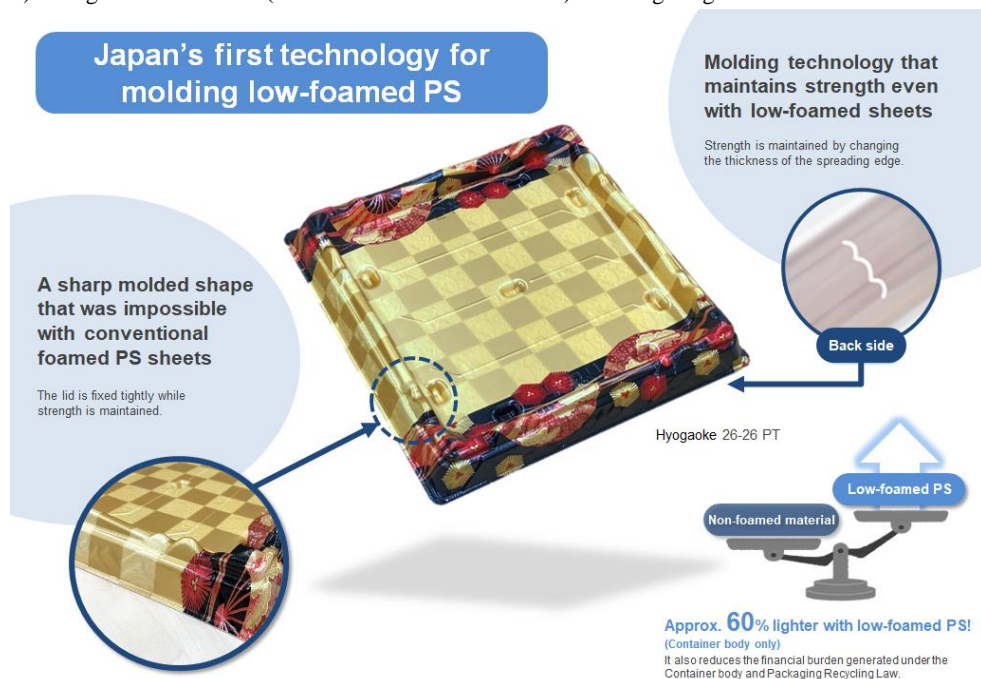 Japan's first technology for
molding low-foamed PS
Molding technology that
maintains strength even
with low-foamed sheets
Strength is maintained by changing
the thickness of the spreading edge.
A sharp molded shape
that was impossible
with conventional
foamed PS sheets
The lid is fixed tightly while
strength is maintained.
Back side
Hyogaoke 26-26 PT
Low-foamed PS
Non-foamed material
Approx. 60% lighter with low-foamed PS!
(Container body only)
It also reduces the financial burden generated under the
Container body and Packaging Recycling Law.